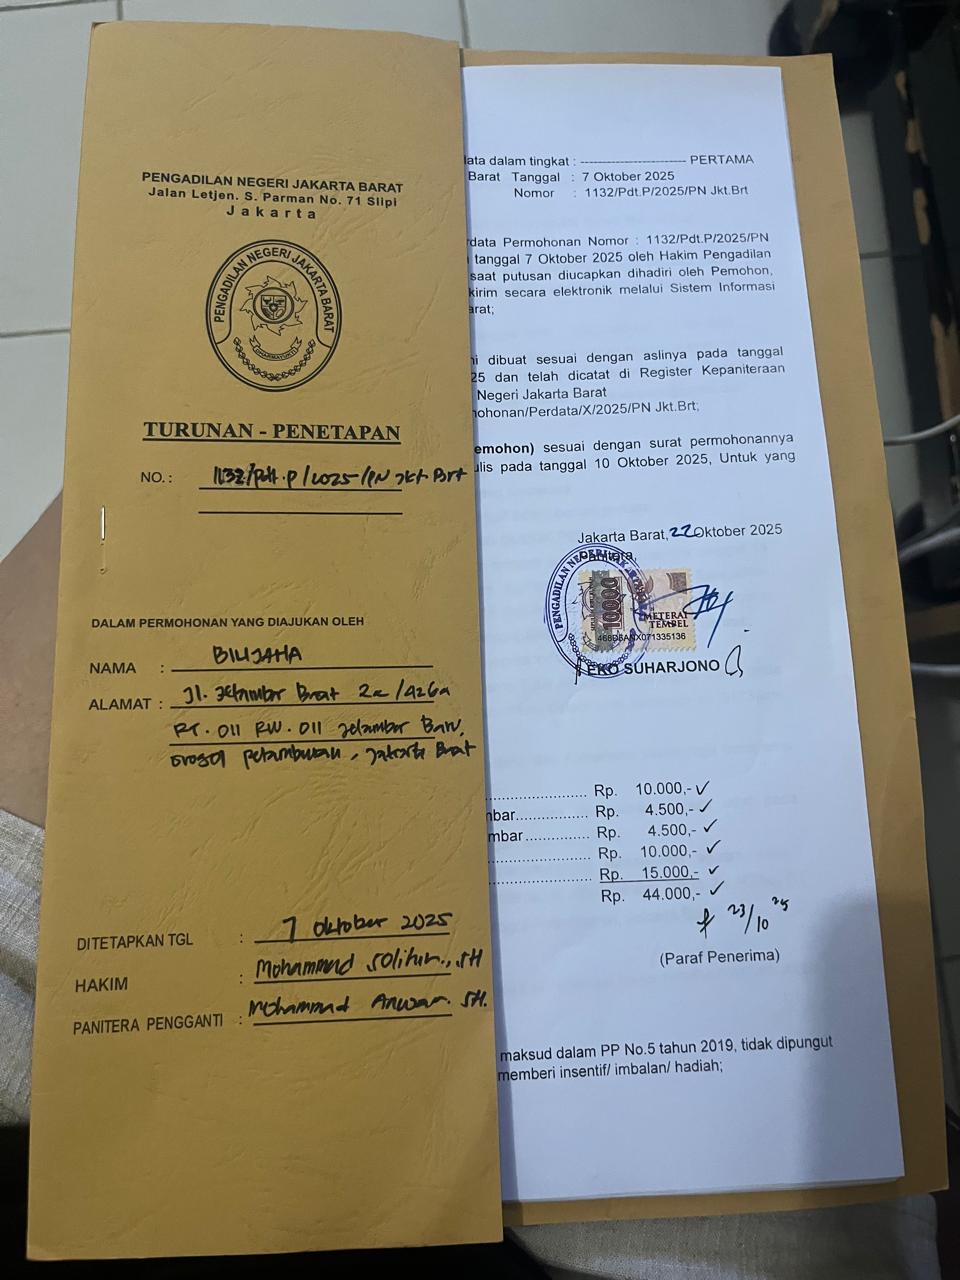 PENGADILAN NEGERI JAKARTA BARAT
Jalan Letjen. S. Parman No. 71 Slipi
Jakarta
PENGADILAN NEGERI JAKARTA BARAT
DHARMAYUKTI
TURUNAN - PENETAPAN
NO. : 1132/Pdt.P/2025/PN Jkt Brt
DALAM PERMOHONAN YANG DIAJUKAN OLEH
NAMA :
ALAMAT : Jl. Jelambar Barat 2a/426a
RT. 011 RW. 011 Jelambar Baru,
Grogol petamburan, Jakarta Barat
DITETAPKAN TGL : 7 Oktober 2025
HAKIM : Mohammad Solihin., SH
PANITERA PENGGANTI : Mohammad Anwar. SH.
data dalam tingkat : ------------------------ PERTAMA
Barat Tanggal : 7 Oktober 2025
Nomor : 1132/Pdt.P/2025/PN Jkt.Brt
rdata Permohonan Nomor : 1132/Pdt.P/2025/PN
tanggal 7 Oktober 2025 oleh Hakim Pengadilan
saat putusan diucapkan dihadiri oleh Pemohon,
kirim secara elektronik melalui Sistem Informasi
arat;
ni dibuat sesuai dengan aslinya pada tanggal
25 dan telah dicatat di Register Kepaniteraan
Negeri Jakarta Barat
mohonan/Perdata/X/2025/PN Jkt.Brt;
emohon) sesuai dengan surat permohonannya
ulis pada tanggal 10 Oktober 2025, Untuk yang
Jakarta Barat, 22 Oktober 2025
Panitera,
PENGADILAN NEGERI JAKARTA
10000
METERAI
TEMPEL
EKO SUHARJONO
............................ Rp. 10.000,- ✓
mbar................. Rp. 4.500,- ✓
mbar............... Rp. 4.500,- ✓
............................ Rp. 10.000,- ✓
............................ Rp. 15.000,- ✓
Rp. 44.000,- ✓
23/10 25
(Paraf Penerima)
maksud dalam PP No.5 tahun 2019, tidak dipungut
memberi insentif/ imbalan/ hadiah;